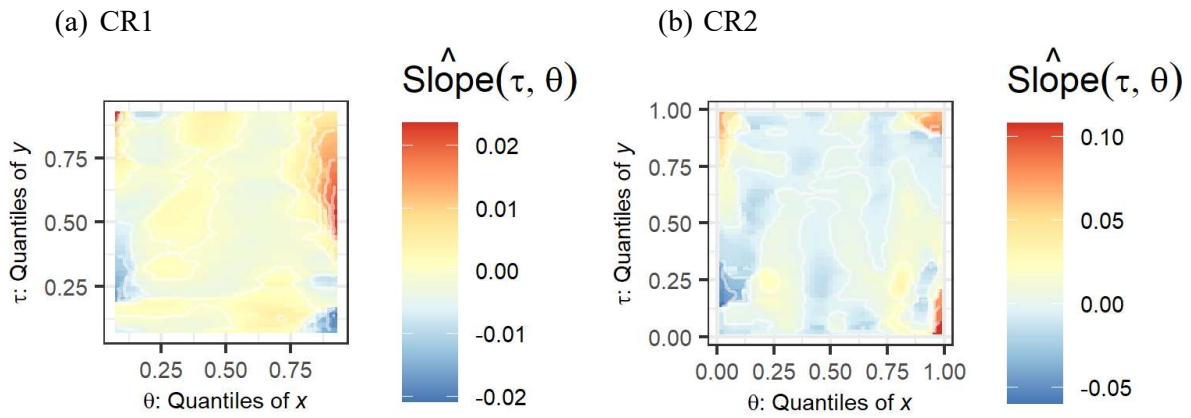 (a) CR1
Slope^(τ, θ)
τ: Quantiles of y
0.75
0.50
0.25
0.25 0.50 0.75
θ: Quantiles of x
0.02
0.01
0.00
-0.01
-0.02
(b) CR2
Slope^(τ, θ)
τ: Quantiles of y
1.00
0.75
0.50
0.25
0.00
0.00 0.25 0.50 0.75 1.00
θ: Quantiles of x
0.10
0.05
0.00
-0.05